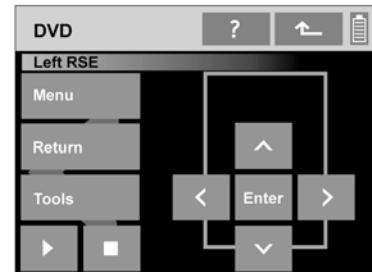 DVD ?
Left RSE
Menu
Return
Tools
Enter